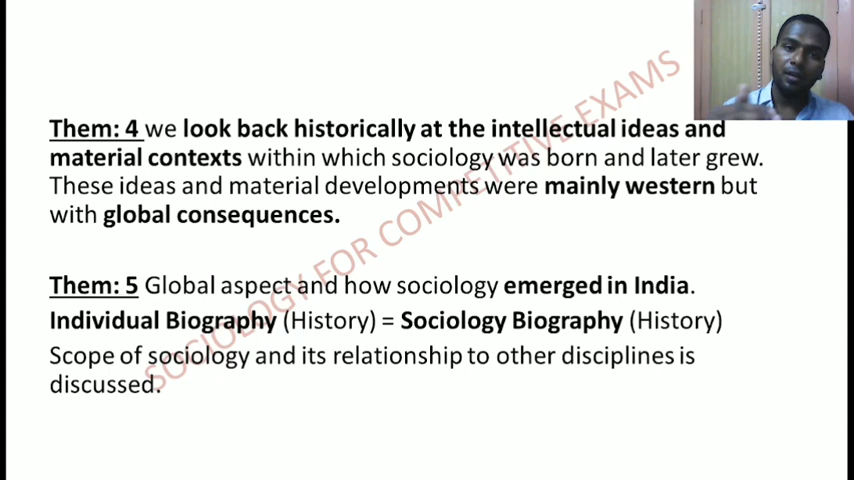 Them: 4 we look back historically at the intellectual ideas and
material contexts within which sociology was born and later grew.
These ideas and material developments were mainly western but
with global consequences.
Them: 5 Global aspect and how sociology emerged in India.
Individual Biography (History) = Sociology Biography (History)
Scope of sociology and its relationship to other disciplines is
discussed.
SOCIOLOGY FOR COMPETITIVE EXAMS